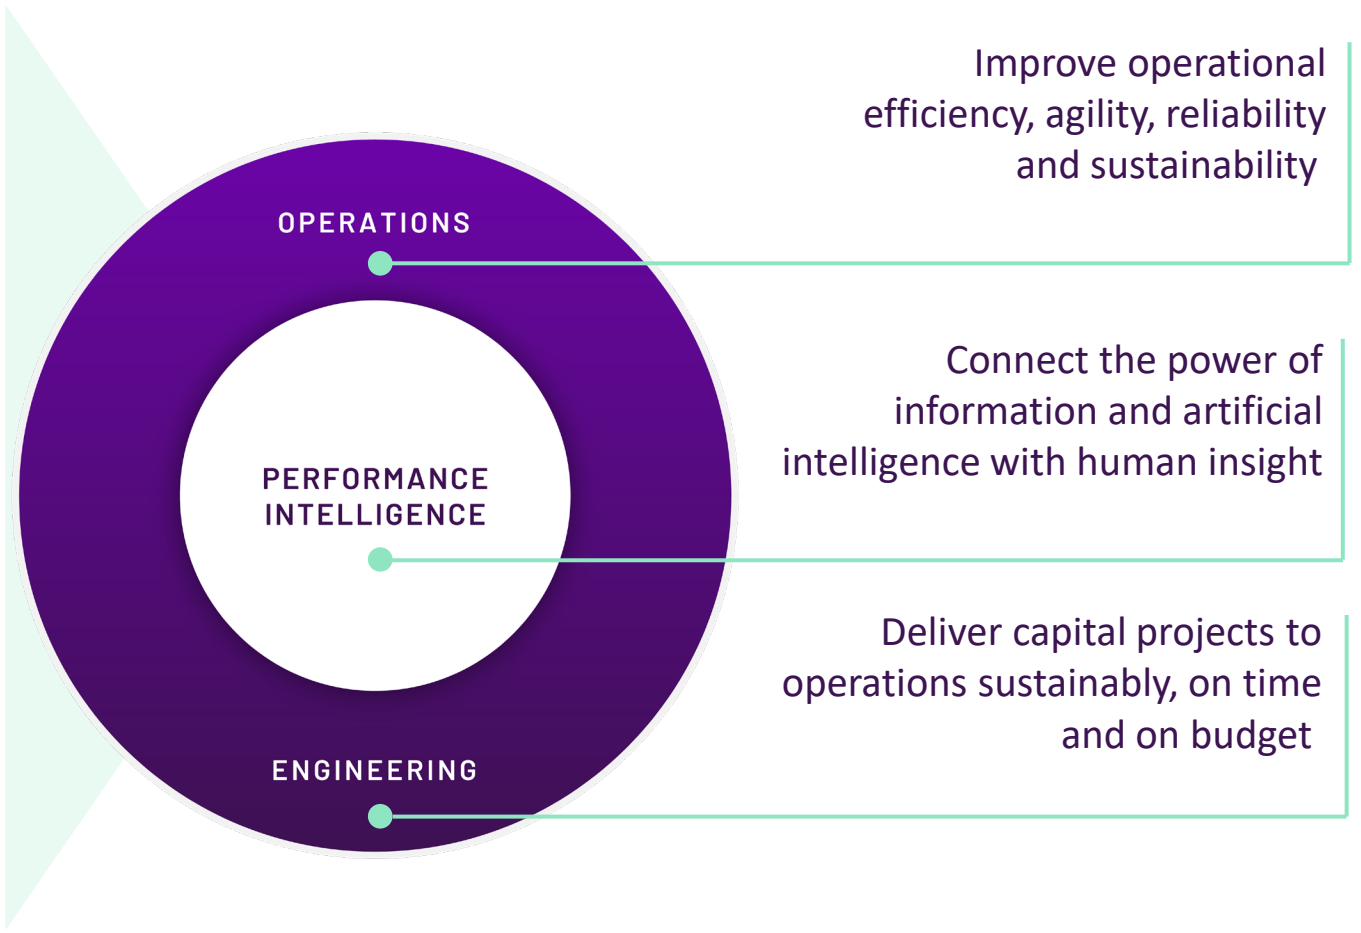 Improve operational
efficiency, agility, reliability
and sustainability
OPERATIONS
Connect the power of
information and artificial
intelligence with human insight
PERFORMANCE
INTELLIGENCE
Deliver capital projects to
operations sustainably, on time
and on budget
ENGINEERING